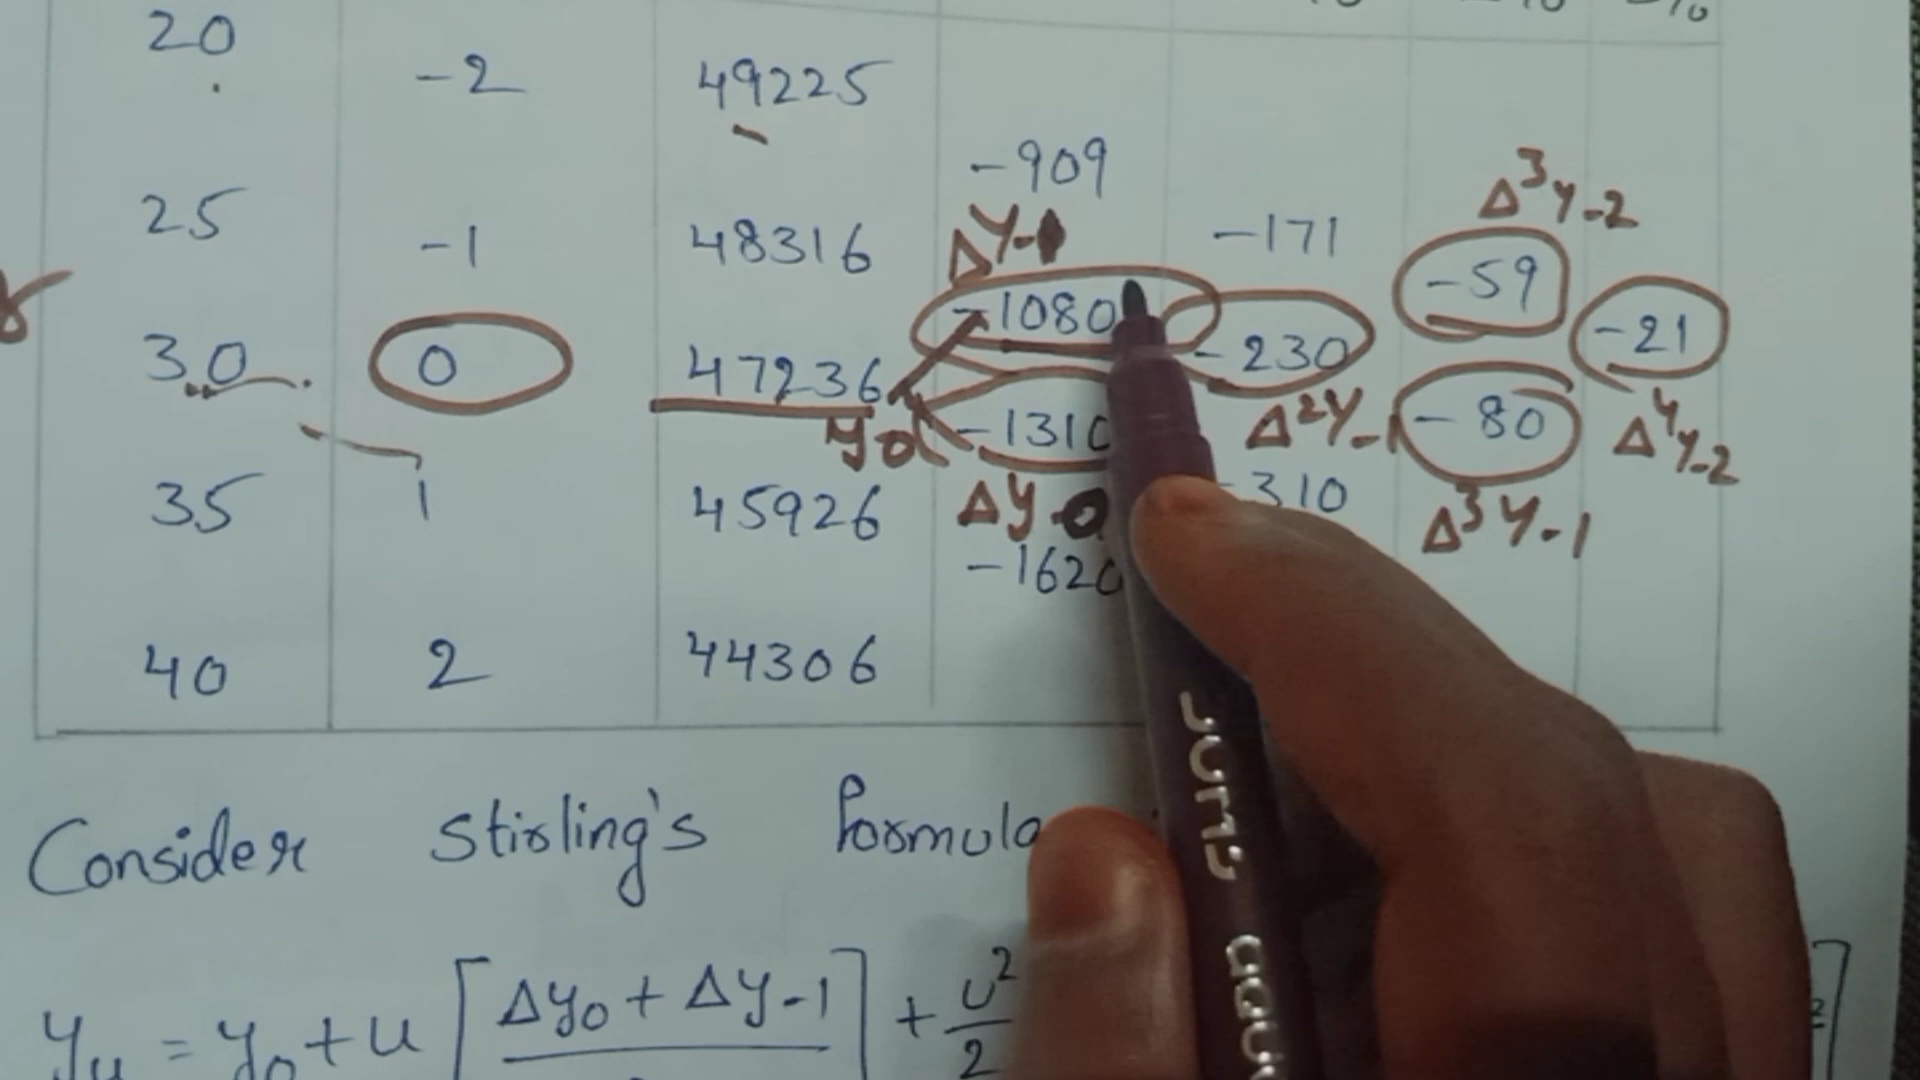 20
-2 49225
-909
Δ³y-2
25 -1 48316 Δy-1 -171
-59
-1080
-21
30 0 47236 -230
y0 -1310 Δ²y-1 -80 Δ⁴y-2
35 1 45926 Δy0 -310 Δ³y-1
-1620
40 2 44306
Consider Stirling's Formula
yu = y0 + u [Δy0 + Δy-1] + u²
2